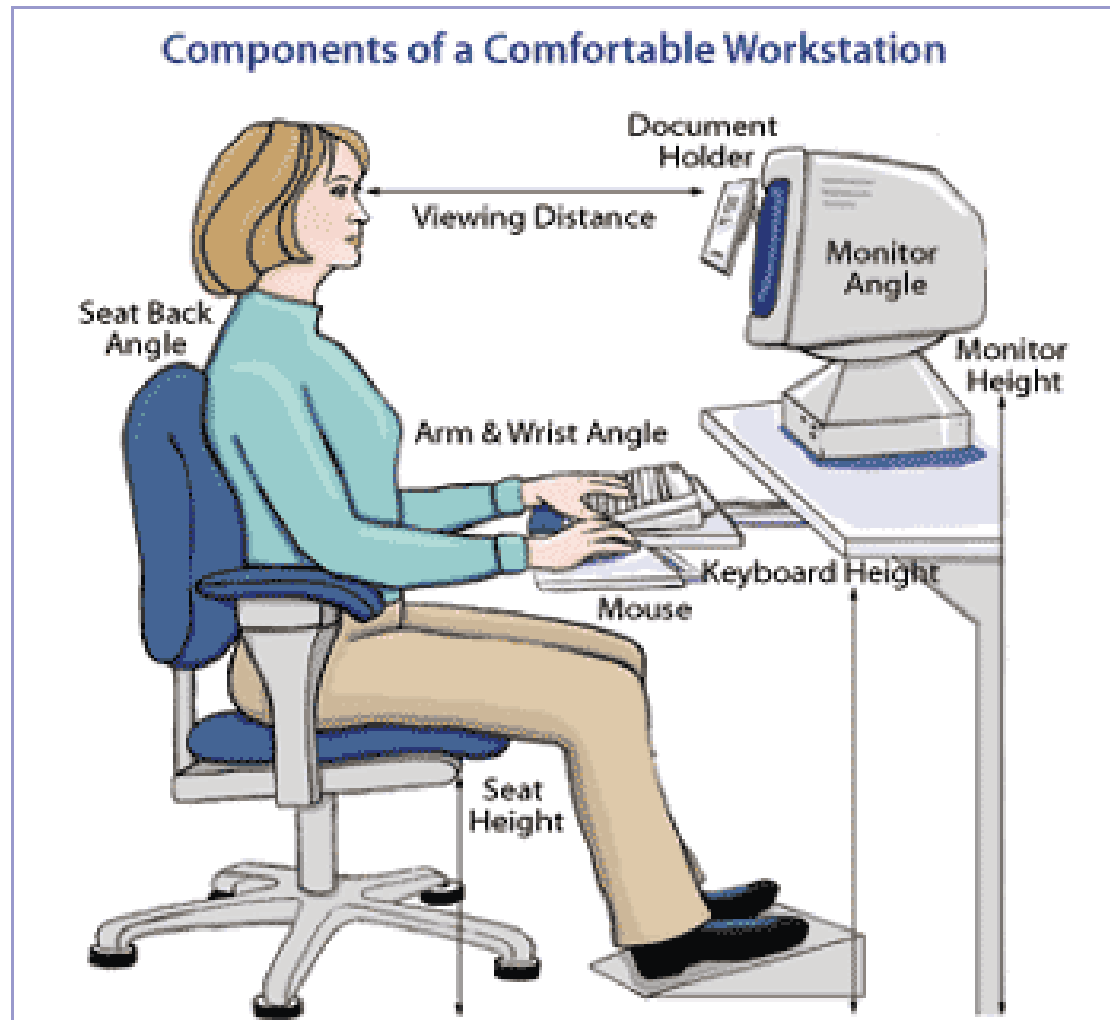 Components of a Comfortable Workstation
Document
Holder
Viewing Distance
Monitor
Angle
Seat Back
Angle
Monitor
Height
Arm & Wrist Angle
Keyboard Height
Mouse
Seat
Height